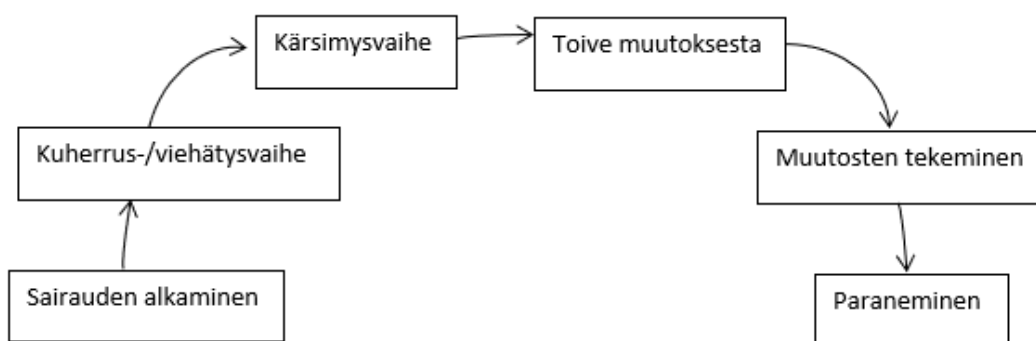 Sairauden alkaminen
Kuherrus-/viehätysvaihe
Kärsimysvaihe
Toive muutoksesta
Muutosten tekeminen
Paraneminen